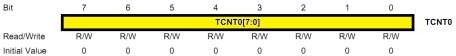 Bit 7 6 5 4 3 2 1 0
TCNT0[7:0] TCNT0
Read/Write R/W R/W R/W R/W R/W R/W R/W R/W
Initial Value 0 0 0 0 0 0 0 0